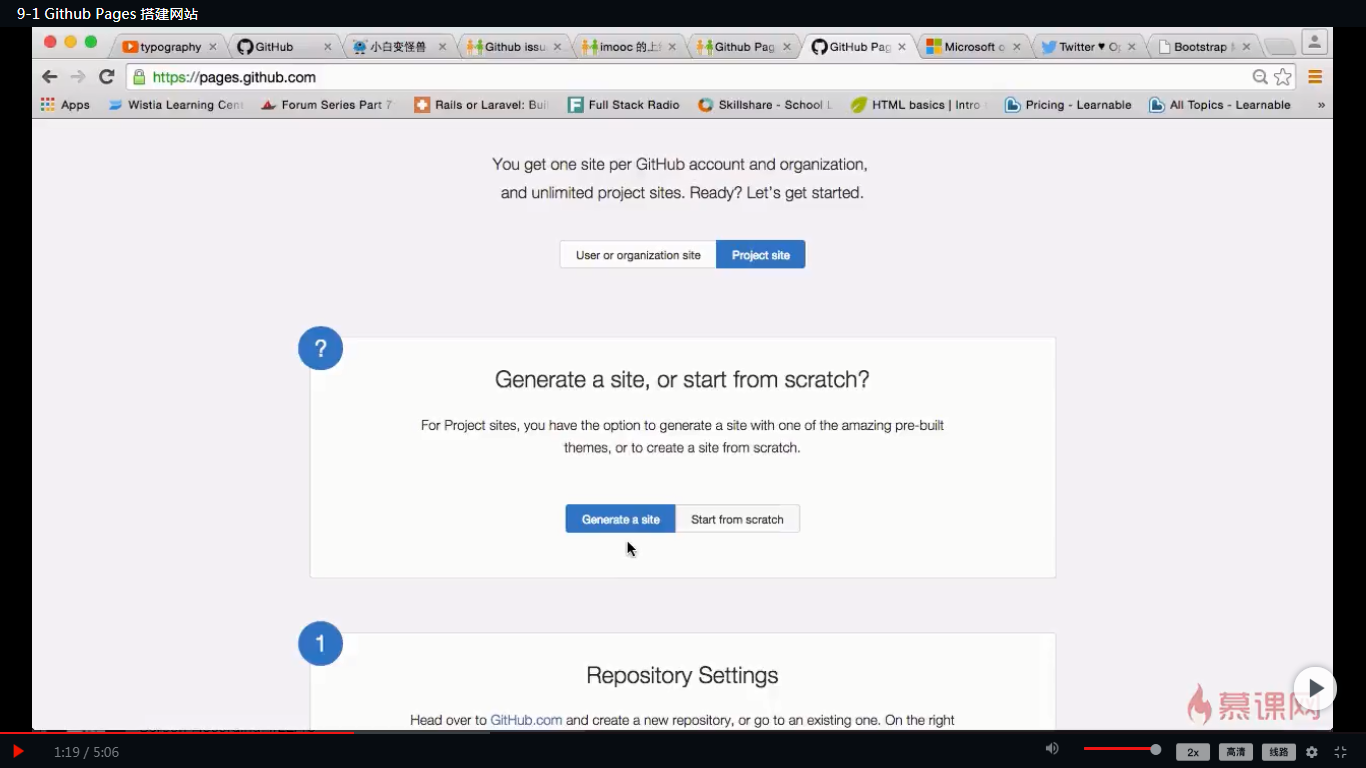 9-1 Github Pages 搭建网站
typography
GitHub
小白变怪兽
Github issu
imooc 的上
Github Pag
GitHub Pag
Microsoft o
Twitter ♥ O
Bootstrap
https://pages.github.com
Apps
Wistia Learning Cent
Forum Series Part 7
Rails or Laravel: Bui
Full Stack Radio
Skillshare - School
HTML basics | Intro
Pricing - Learnable
All Topics - Learnable
»
You get one site per GitHub account and organization,
and unlimited project sites. Ready? Let's get started.
User or organization site
Project site
?
Generate a site, or start from scratch?
For Project sites, you have the option to generate a site with one of the amazing pre-built
themes, or to create a site from scratch.
Generate a site
Start from scratch
1
Repository Settings
Head over to GitHub.com and create a new repository, or go to an existing one. On the right
慕课网
1:19 / 5:06
2x
高清
线路